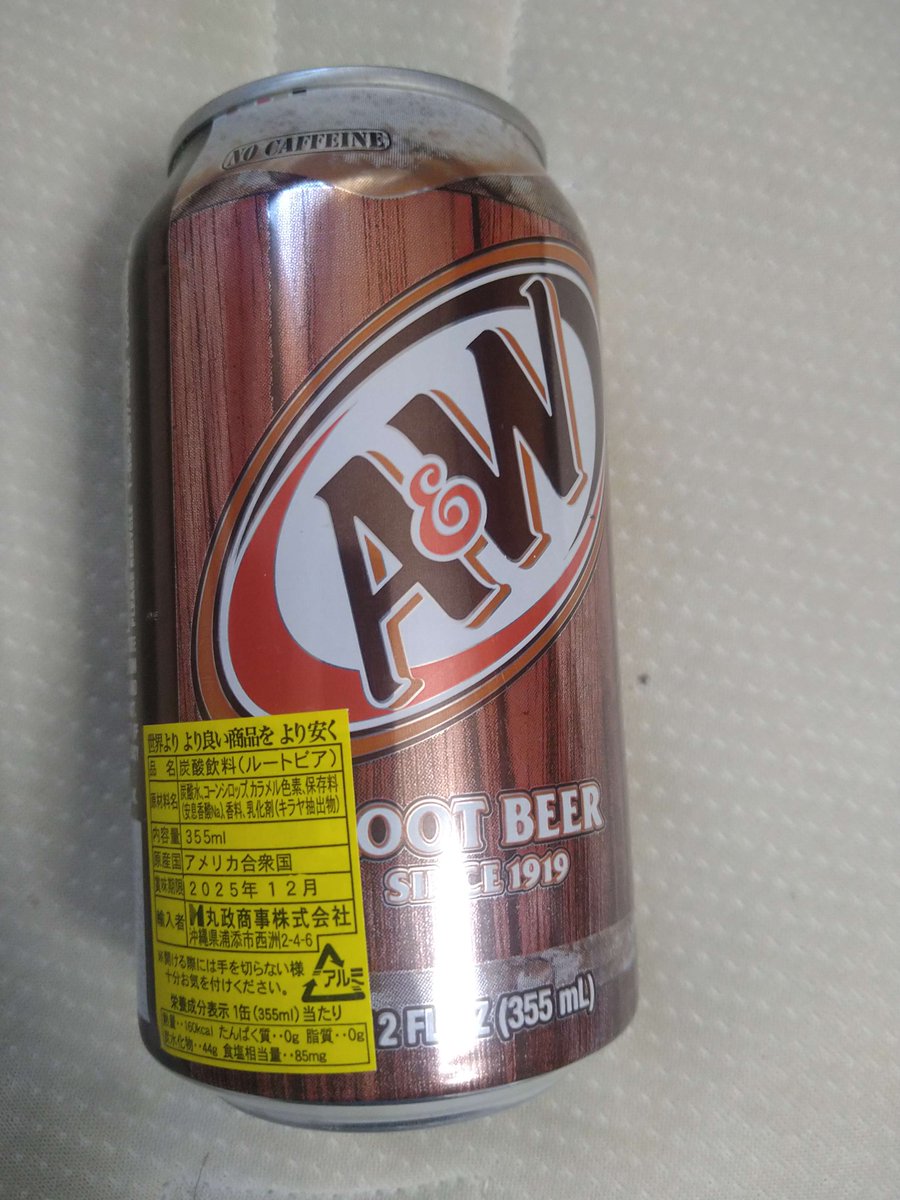 NO CAFFEINE
A&W
OOT BEER
SINCE 1919
2 FL OZ (355 mL)
世界より より良い商品を より安く
品 名 炭酸飲料(ルートビア)
原材料名 炭酸水、コーンシロップ、カラメル色素、保存料
(安息香酸Na)、香料、乳化剤(キラヤ抽出物)
内容量 355ml
原産国 アメリカ合衆国
賞味期限 2025年12月
輸入者 丸政商事株式会社
沖縄県浦添市西洲2-4-6
※開ける際には手を切らない様
十分お気を付けください。
アルミ
栄養成分表示 1缶(355ml)当たり
熱量‥160kcal たんぱく質‥0g 脂質‥0g
炭水化物‥44g 食塩相当量‥85mg